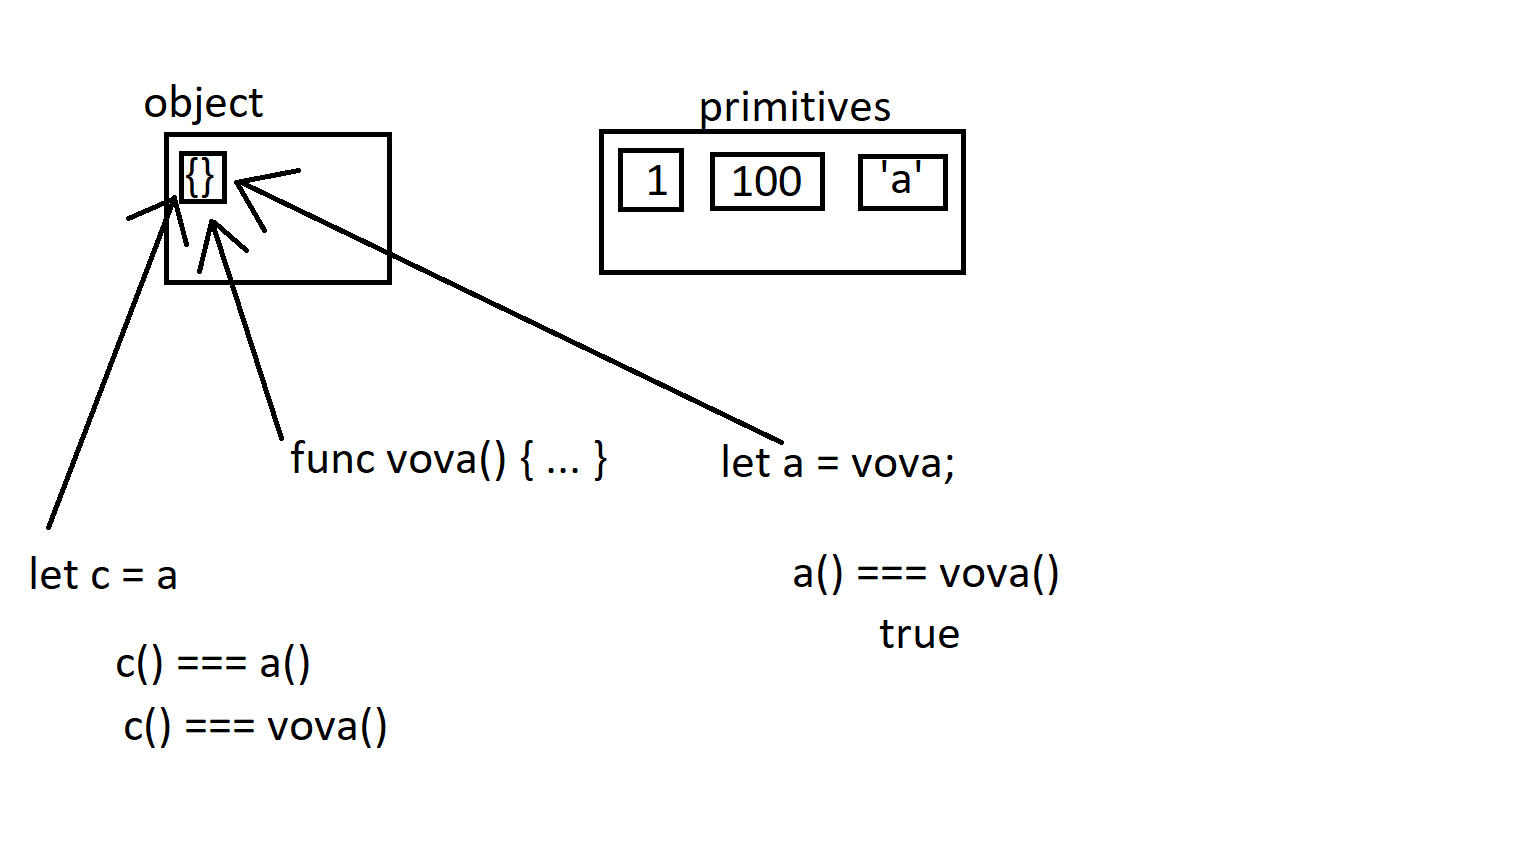 object
primitives
{}
1
100
'a'
func vova() { ... }
let a = vova;
let c = a
a() === vova()
true
c() === a()
c() === vova()